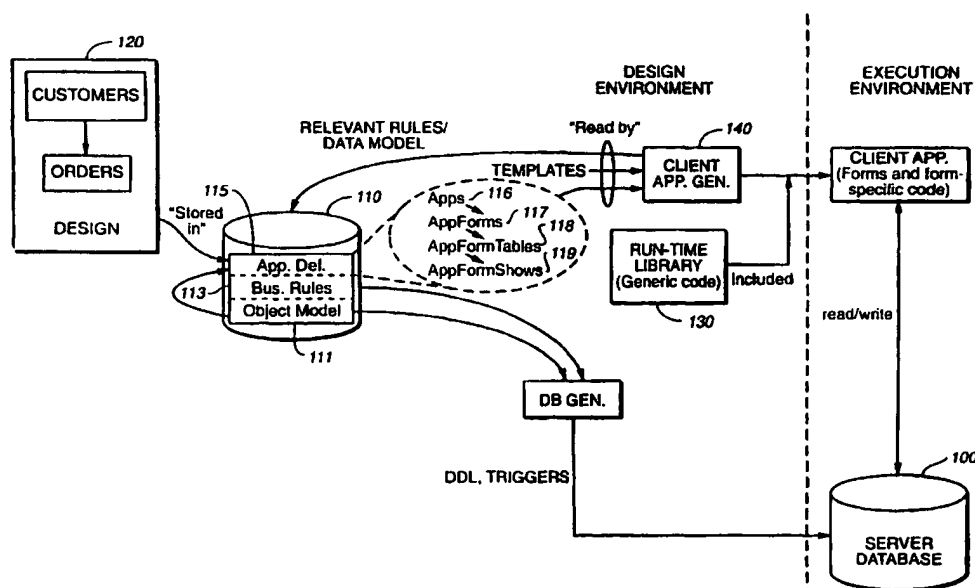 120
CUSTOMERS
ORDERS
DESIGN
"Stored
in"
RELEVANT RULES/
DATA MODEL
115
110
App. Def.
113
Bus. Rules
Object Model
111
DESIGN
ENVIRONMENT
"Read by"
140
TEMPLATES
CLIENT
APP. GEN.
Apps
116
AppForms
117
118
AppFormTables
119
AppFormShows
RUN-TIME
LIBRARY
(Generic code)
Included
130
DB GEN.
DDL, TRIGGERS
EXECUTION
ENVIRONMENT
CLIENT APP.
(Forms and form-
specific code)
read/write
100
SERVER
DATABASE